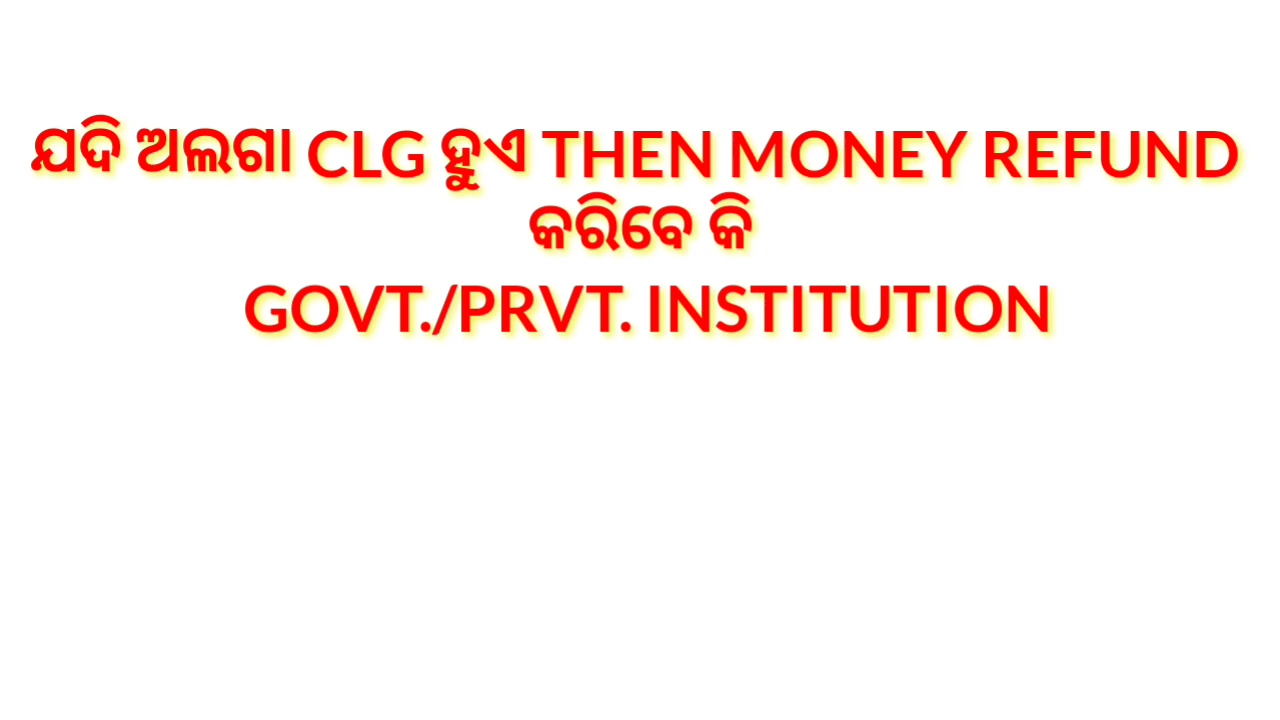 ଯଦି ଅଲଗା CLG ହୁଏ THEN MONEY REFUND
କରିବେ କି
GOVT./PRVT. INSTITUTION